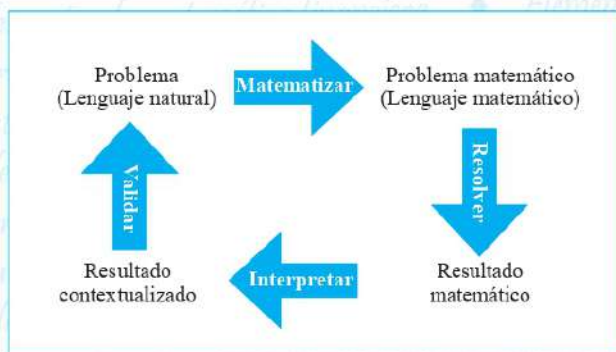 Problema
(Lenguaje natural)
Matematizar
Problema matemático
(Lenguaje matemático)
Resolver
Resultado
matemático
Interpretar
Resultado
contextualizado
Validar